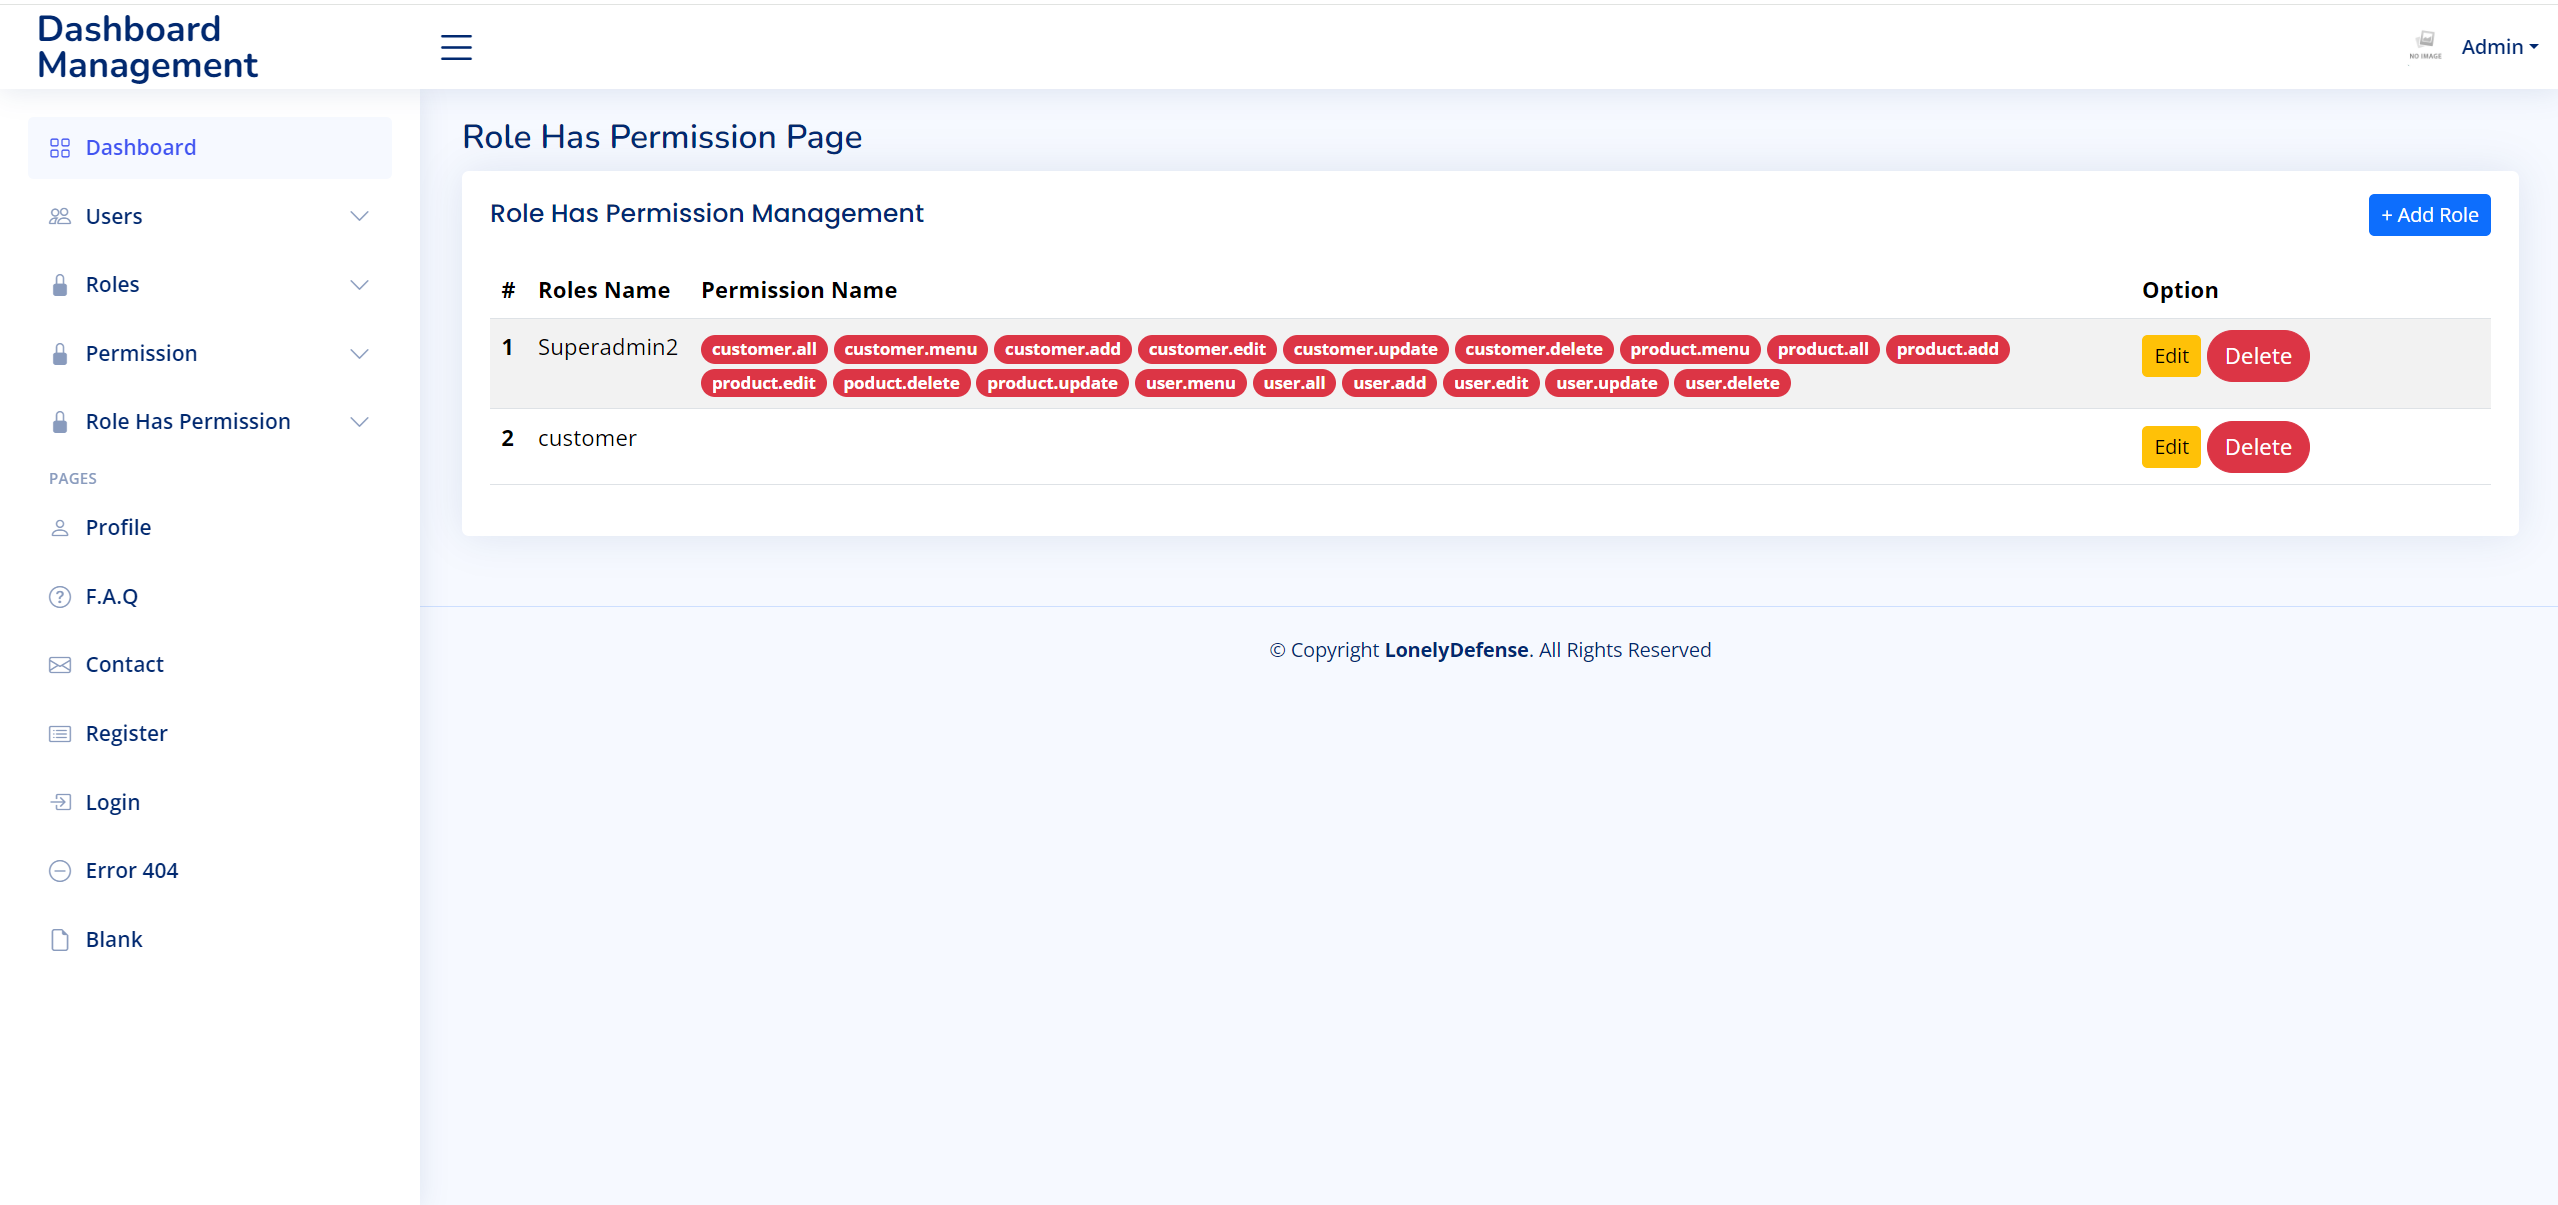 Dashboard
Management
NO IMAGE
Admin
Dashboard
Users
Roles
Permission
Role Has Permission
PAGES
Profile
F.A.Q
Contact
Register
Login
Error 404
Blank
Role Has Permission Page
Role Has Permission Management
+ Add Role
# Roles Name Permission Name Option
1 Superadmin2 customer.all customer.menu customer.add customer.edit customer.update customer.delete product.menu product.all product.add Edit Delete
product.edit poduct.delete product.update user.menu user.all user.add user.edit user.update user.delete
2 customer Edit Delete
© Copyright LonelyDefense. All Rights Reserved